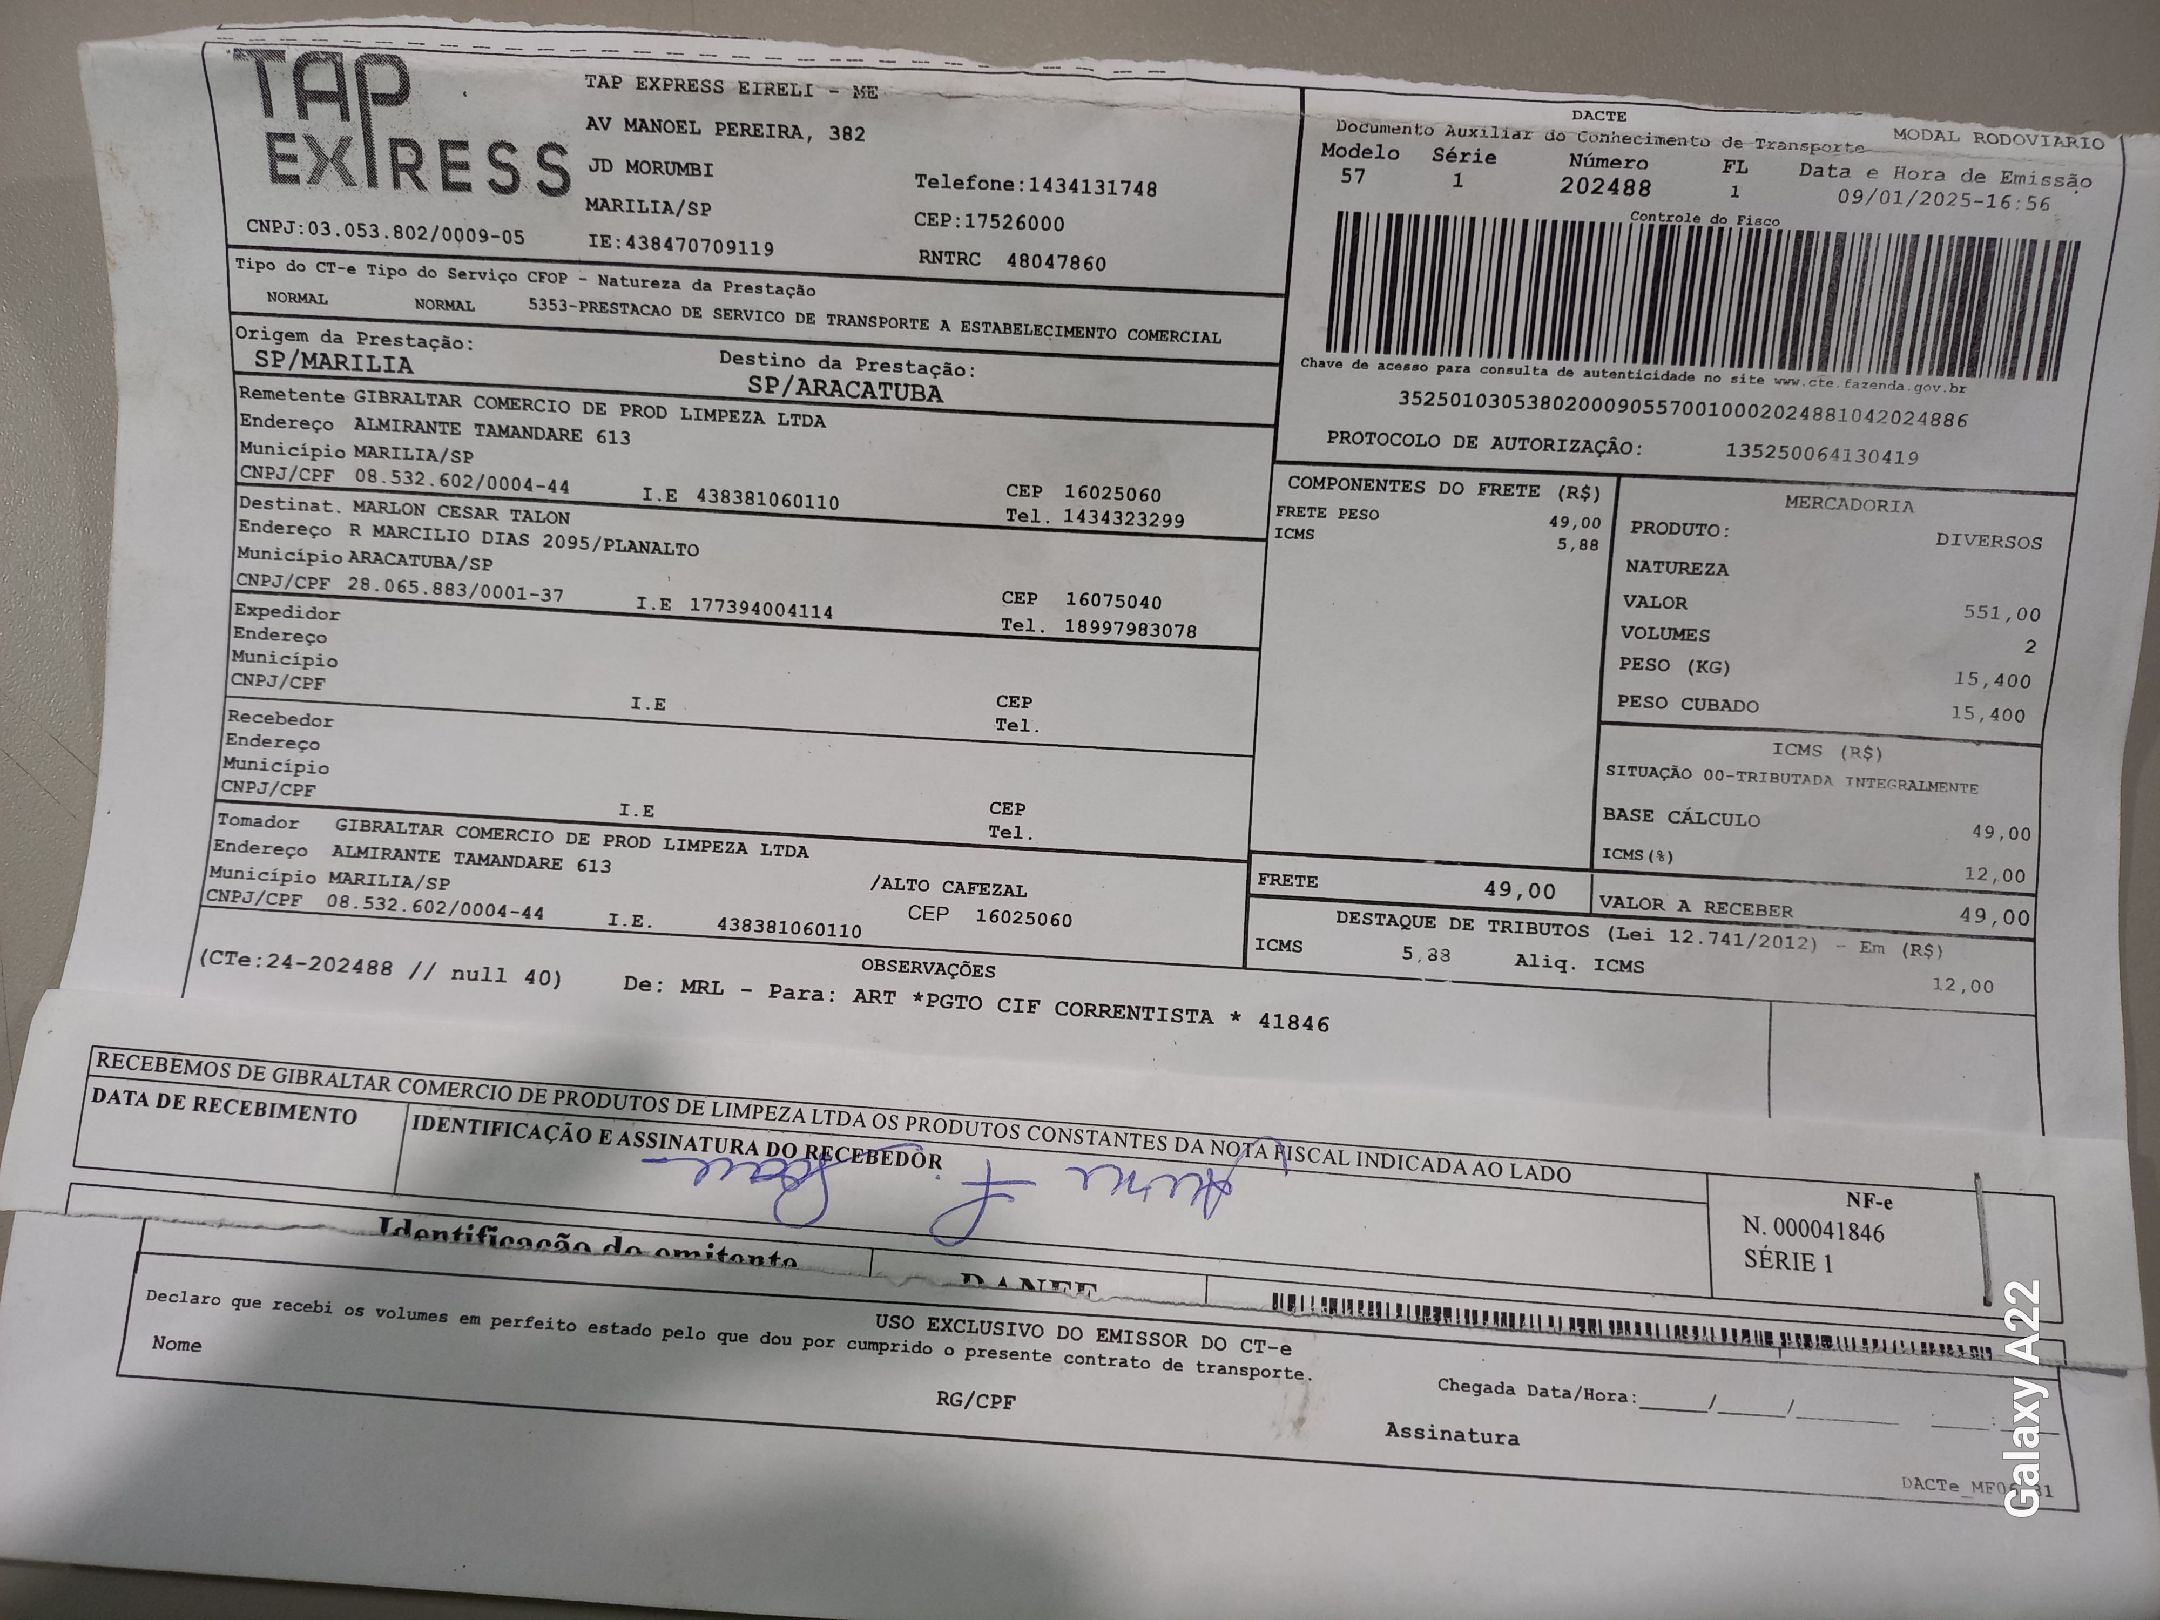 TAP
EXPRESS
TAP EXPRESS EIRELI - ME
AV MANOEL PEREIRA, 382
JD MORUMBI
MARILIA/SP
Telefone:1434131748
CEP:17526000
CNPJ:03.053.802/0009-05
IE:438470709119
RNTRC 48047860
DACTE
Documento Auxiliar do Conhecimento de Transporte
MODAL RODOVIARIO
Modelo Série Número FL Data e Hora de Emissão
57 1 202488 1 09/01/2025-16:56
Controle do Fisco
Chave de acesso para consulta de autenticidade no site www.cte.fazenda.gov.br
35250103053802000905570010002024881042024886
PROTOCOLO DE AUTORIZAÇÃO: 135250064130419
Tipo do CT-e Tipo do Serviço CFOP - Natureza da Prestação
NORMAL NORMAL 5353-PRESTACAO DE SERVICO DE TRANSPORTE A ESTABELECIMENTO COMERCIAL
Origem da Prestação: Destino da Prestação:
SP/MARILIA SP/ARACATUBA
Remetente GIBRALTAR COMERCIO DE PROD LIMPEZA LTDA
Endereço ALMIRANTE TAMANDARE 613
Município MARILIA/SP CEP 16025060
CNPJ/CPF 08.532.602/0004-44 I.E 438381060110 Tel. 1434323299
Destinat. MARLON CESAR TALON
Endereço R MARCILIO DIAS 2095/PLANALTO
Município ARACATUBA/SP CEP 16075040
CNPJ/CPF 28.065.883/0001-37 I.E 177394004114 Tel. 18997983078
Expedidor
Endereço
Município CEP
CNPJ/CPF I.E Tel.
Recebedor
Endereço
Município CEP
CNPJ/CPF I.E Tel.
Tomador GIBRALTAR COMERCIO DE PROD LIMPEZA LTDA
Endereço ALMIRANTE TAMANDARE 613 /ALTO CAFEZAL
Município MARILIA/SP CEP 16025060
CNPJ/CPF 08.532.602/0004-44 I.E. 438381060110
COMPONENTES DO FRETE (R$)
FRETE PESO 49,00
ICMS 5,88
MERCADORIA
PRODUTO: DIVERSOS
NATUREZA
VALOR 551,00
VOLUMES 2
PESO (KG) 15,400
PESO CUBADO 15,400
ICMS (R$)
SITUAÇÃO 00-TRIBUTADA INTEGRALMENTE
BASE CÁLCULO 49,00
ICMS(%) 12,00
FRETE 49,00 VALOR A RECEBER 49,00
DESTAQUE DE TRIBUTOS (Lei 12.741/2012) - Em (R$)
ICMS 5,88 Aliq. ICMS 12,00
OBSERVAÇÕES
(CTe:24-202488 // null 40) De: MRL - Para: ART *PGTO CIF CORRENTISTA * 41846
RECEBEMOS DE GIBRALTAR COMERCIO DE PRODUTOS DE LIMPEZA LTDA OS PRODUTOS CONSTANTES DA NOTA FISCAL INDICADA AO LADO
DATA DE RECEBIMENTO IDENTIFICAÇÃO E ASSINATURA DO RECEBEDOR
NF-e
N. 000041846
SÉRIE 1
Identificação do emitente
DANFE
USO EXCLUSIVO DO EMISSOR DO CT-e
Declaro que recebi os volumes em perfeito estado pelo que dou por cumprido o presente contrato de transporte.
Nome RG/CPF Assinatura
Chegada Data/Hora:_____/_____/_______ ____:____
Galaxy A22